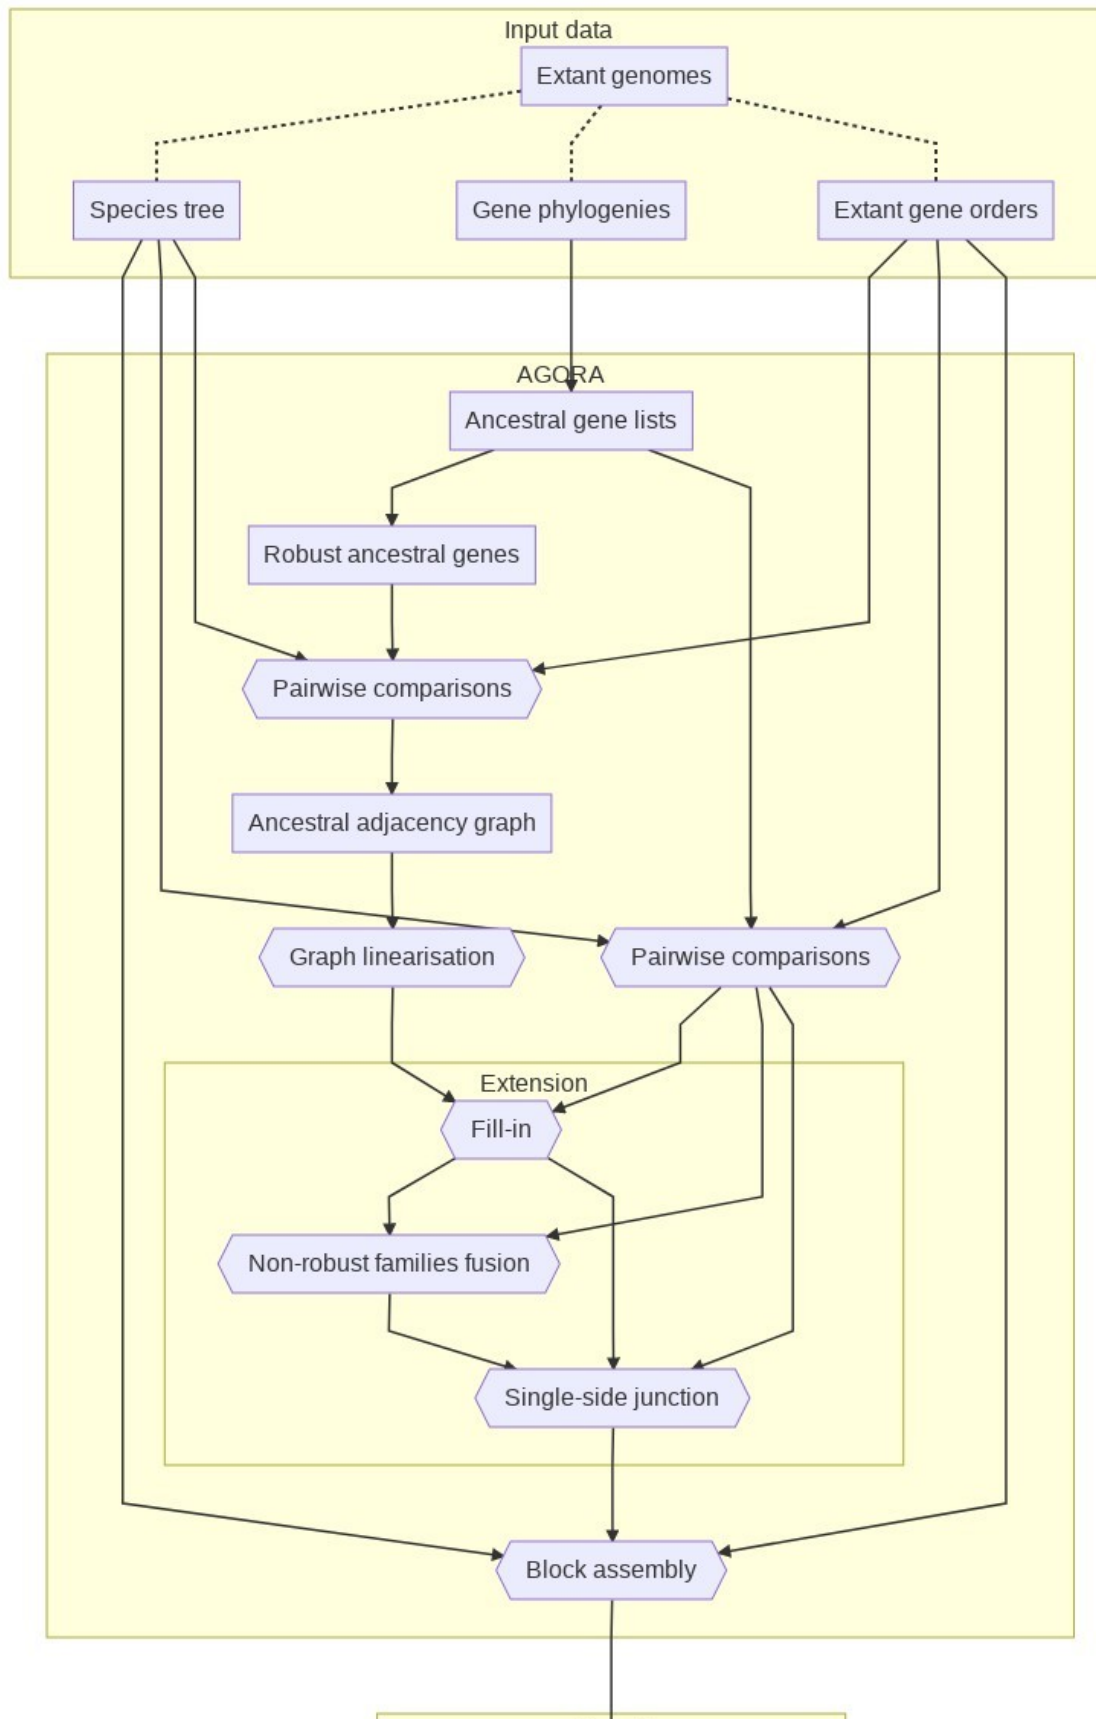 Input data
Extant genomes
Species tree
Gene phylogenies
Extant gene orders
AGORA
Ancestral gene lists
Robust ancestral genes
Pairwise comparisons
Ancestral adjacency graph
Graph linearisation
Pairwise comparisons
Extension
Fill-in
Non-robust families fusion
Single-side junction
Block assembly